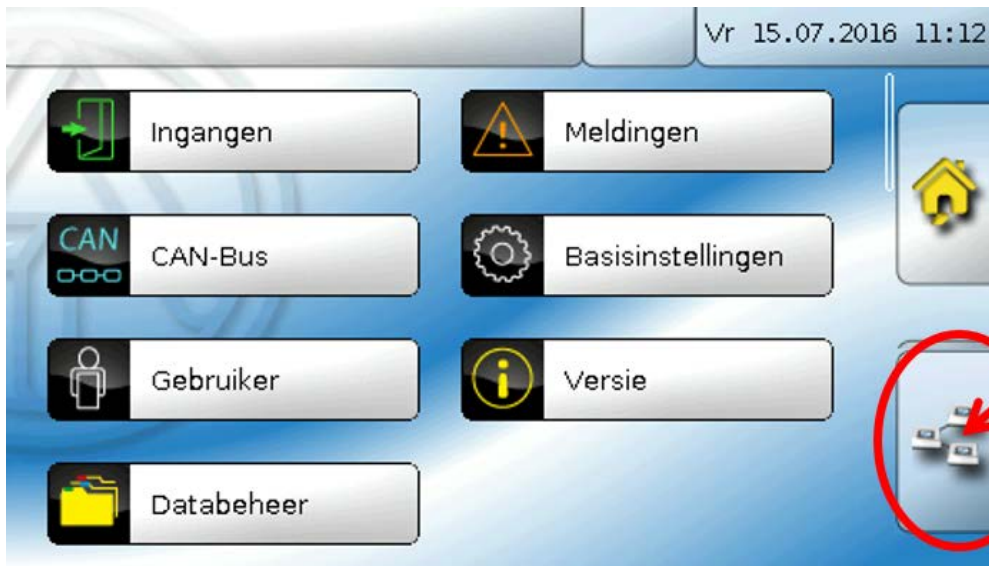 Vr 15.07.2016 11:12
Ingangen
Meldingen
CAN
CAN-Bus
Basisinstellingen
Gebruiker
Versie
Databeheer